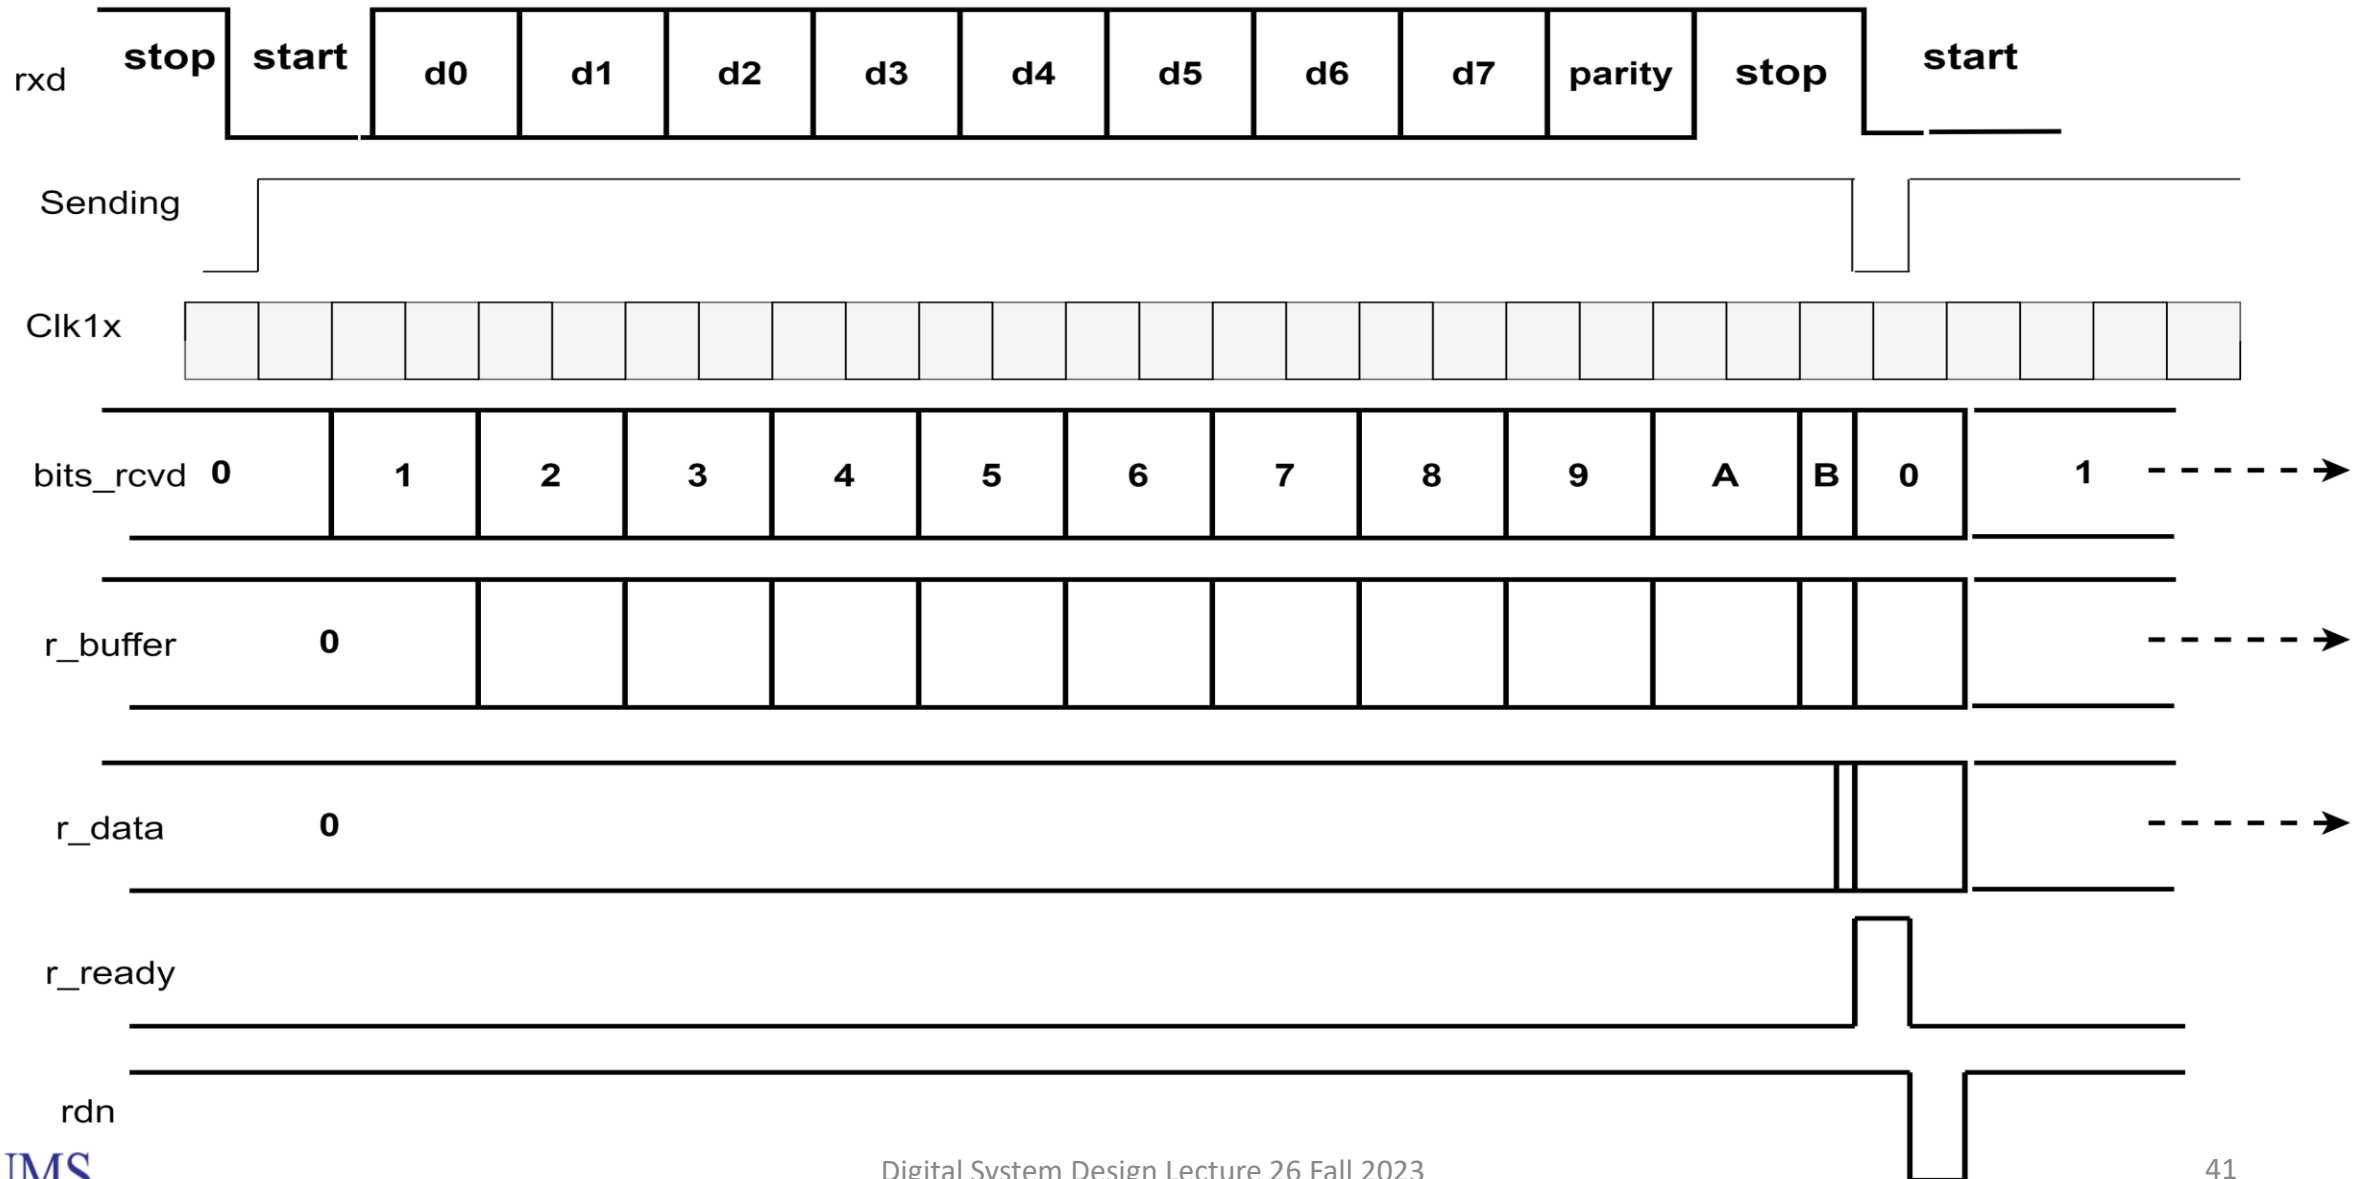 rxd stop start d0 d1 d2 d3 d4 d5 d6 d7 parity stop start
Sending
Clk1x
bits_rcvd 0 1 2 3 4 5 6 7 8 9 A B 0 1
r_buffer 0
r_data 0
r_ready
rdn
Digital System Design Lecture 26 Fall 2023 41